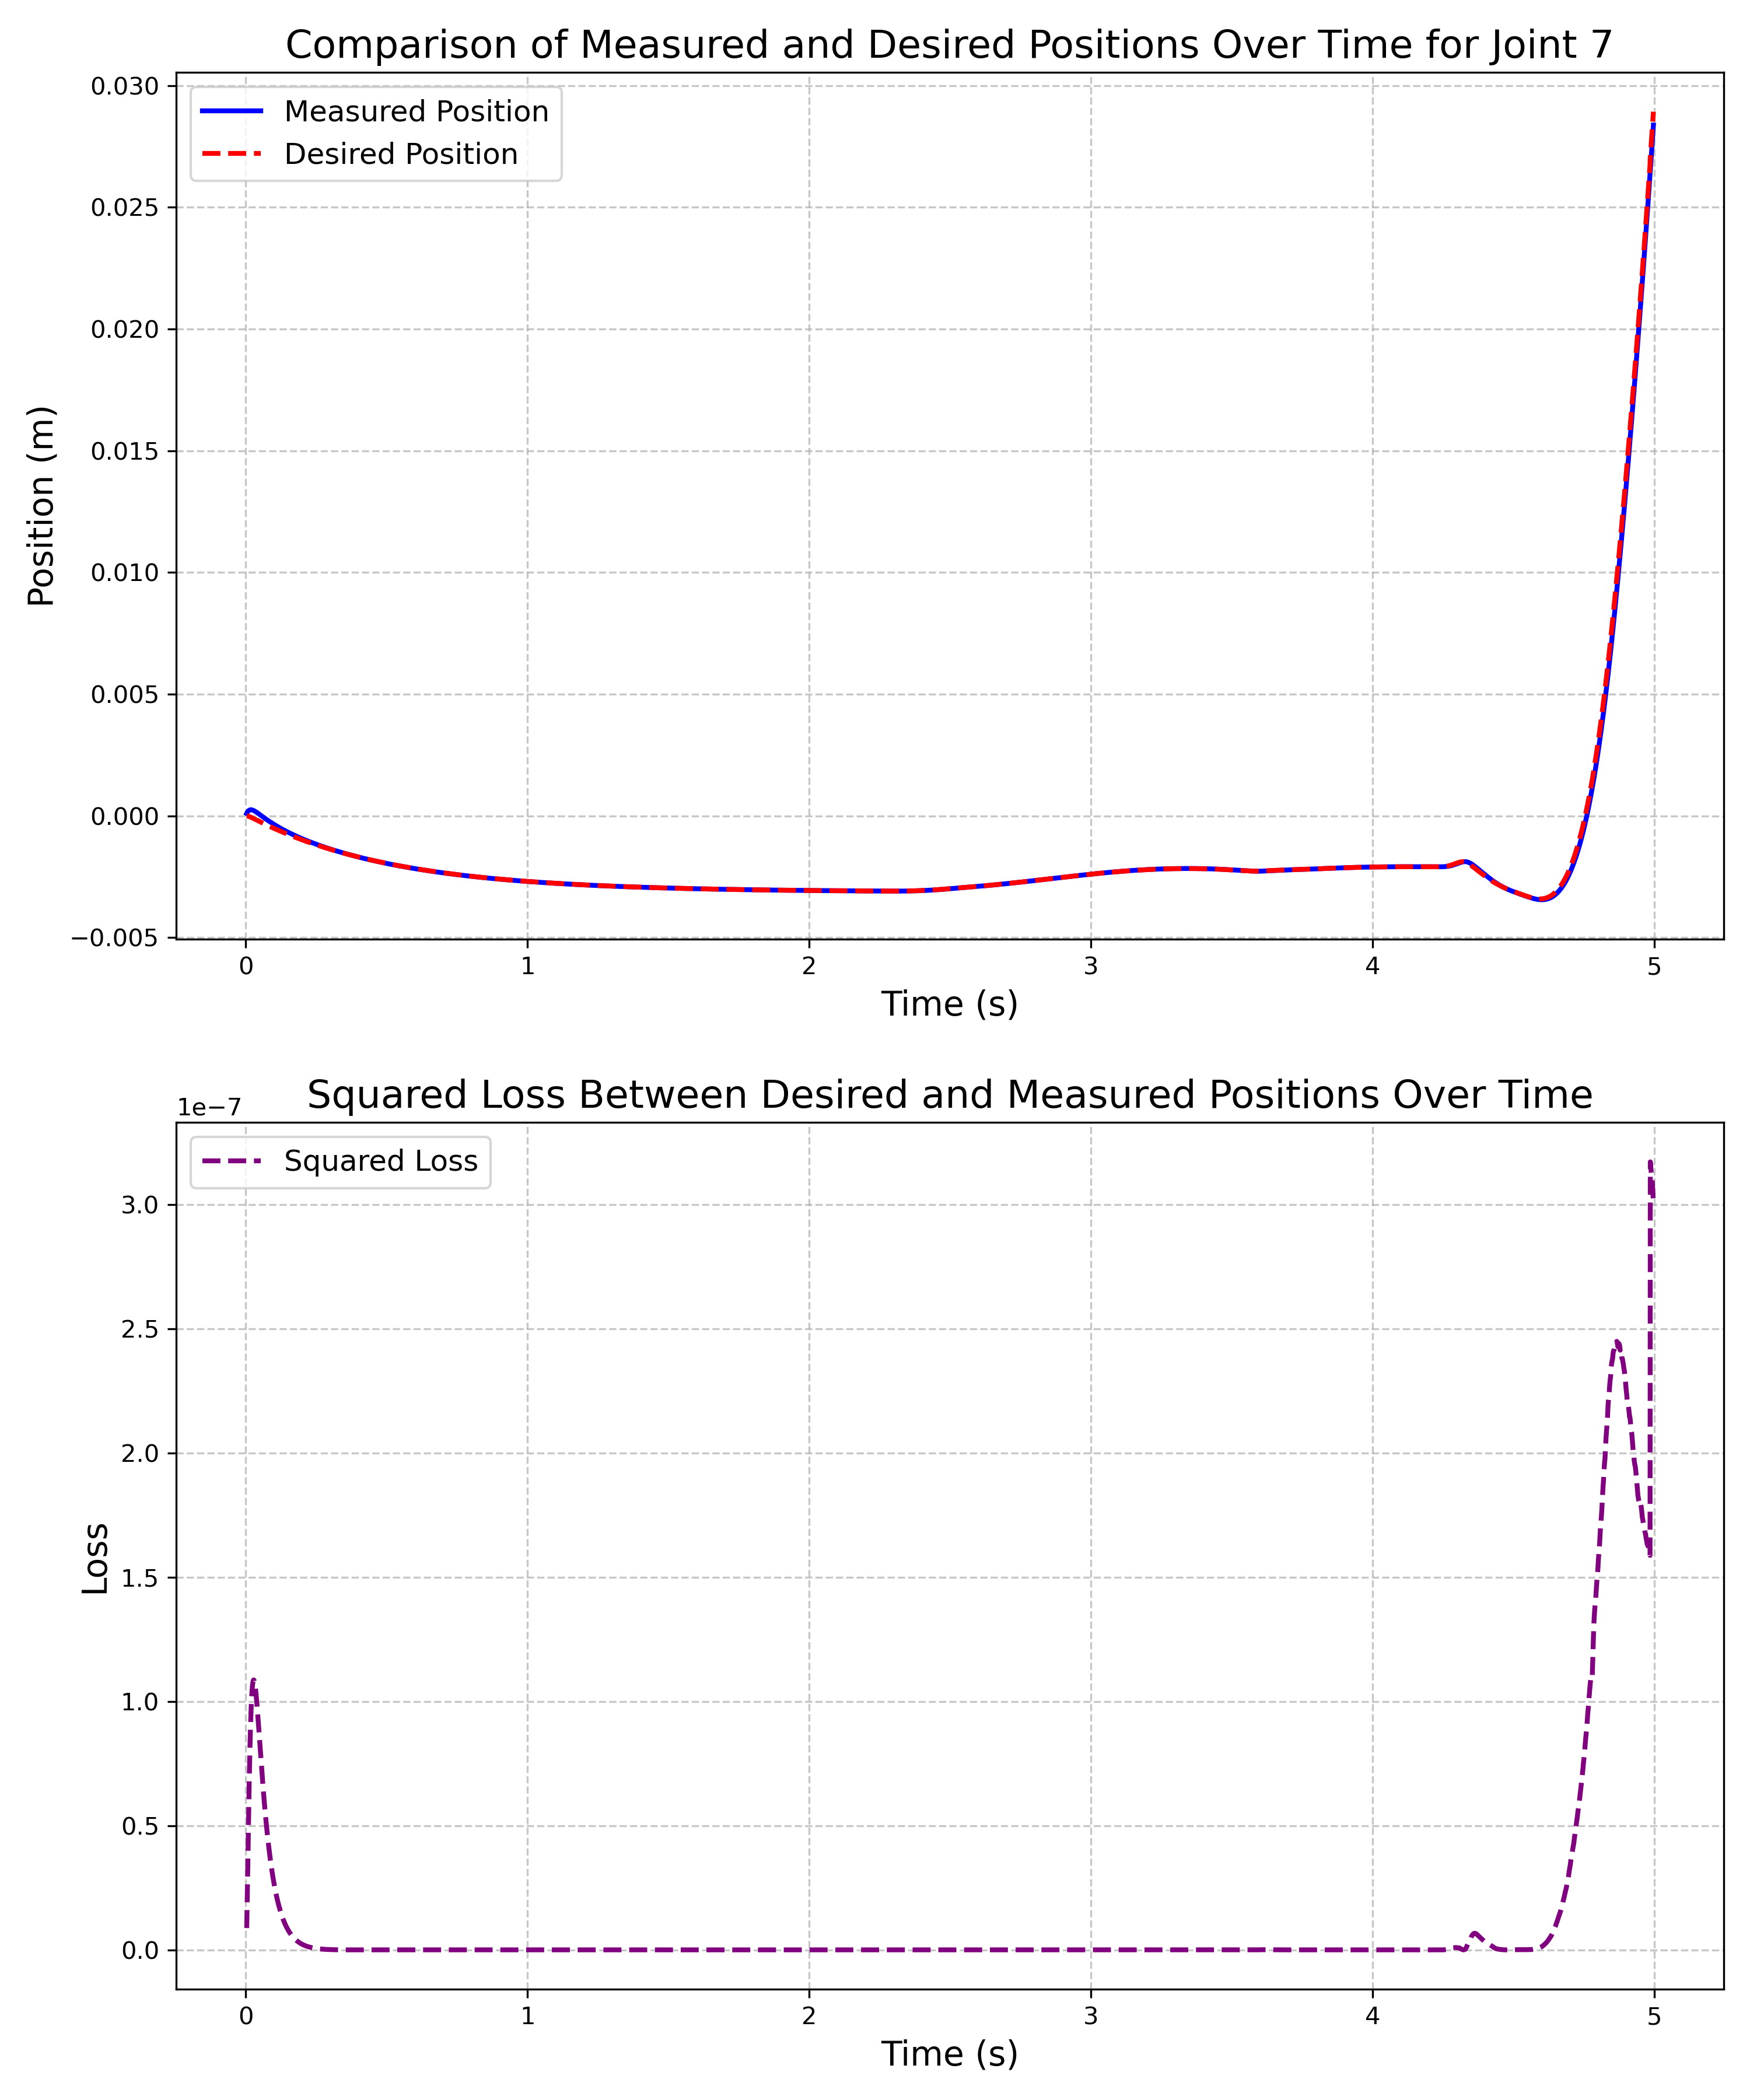 Comparison of Measured and Desired Positions Over Time for Joint 7
0.030
Measured Position
Desired Position
0.025
0.020
0.015
Position (m)
0.010
0.005
0.000
−0.005
0 1 2 3 4 5
Time (s)
Squared Loss Between Desired and Measured Positions Over Time
1e−7
Squared Loss
3.0
2.5
2.0
Loss
1.5
1.0
0.5
0.0
0 1 2 3 4 5
Time (s)